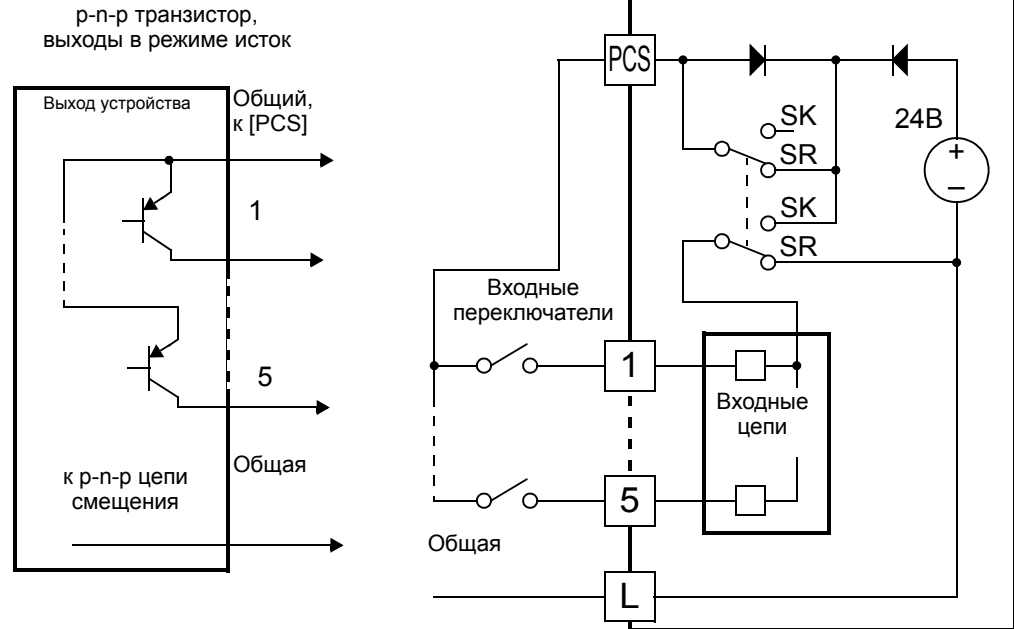 p-n-p транзистор,
выходы в режиме исток
Выход устройства
Общий,
к [PCS]
1
5
Общая
к p-n-p цепи
смещения
PCS
SK
SR
SK
SR
24В
+
–
Входные
переключатели
1
Входные
цепи
5
Общая
L